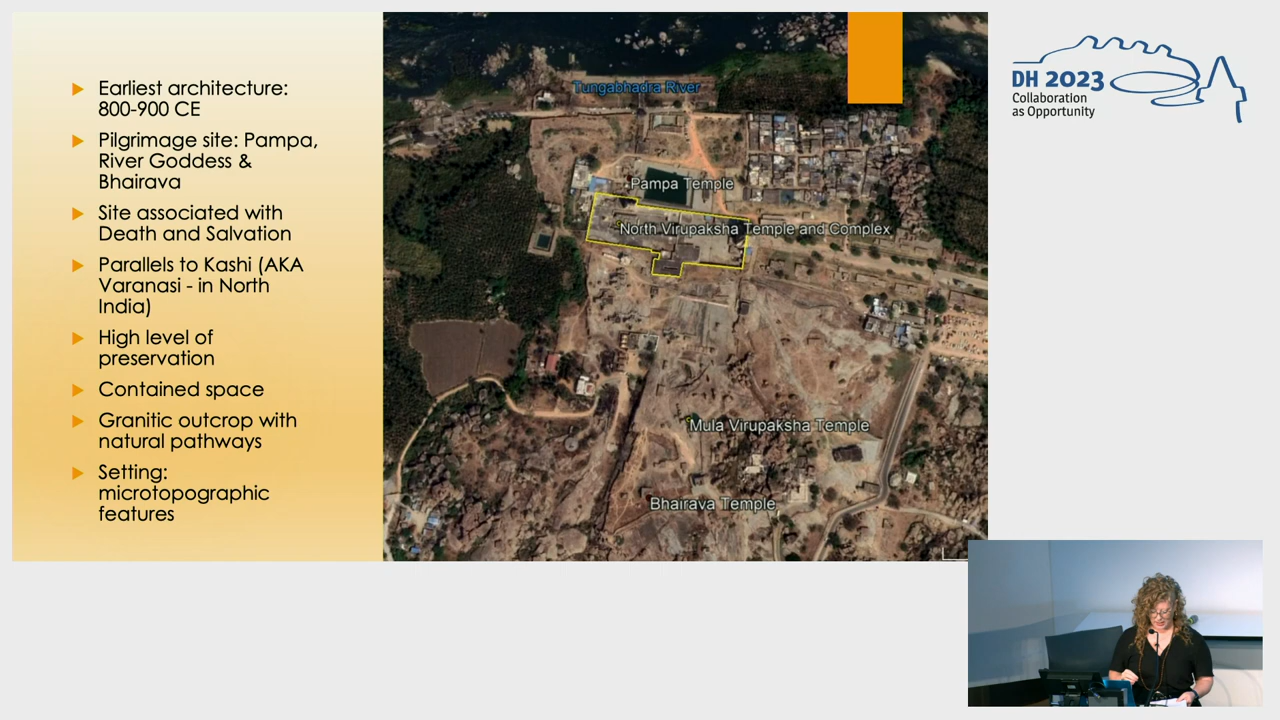 Earliest architecture:
800-900 CE
Pilgrimage site: Pampa,
River Goddess &
Bhairava
Site associated with
Death and Salvation
Parallels to Kashi (AKA
Varanasi - in North
India)
High level of
preservation
Contained space
Granitic outcrop with
natural pathways
Setting:
microtopographic
features
Tungabhadra River
Pampa Temple
North Virupaksha Temple and Complex
Mula Virupaksha Temple
Bhairava Temple
DH 2023
Collaboration
as Opportunity